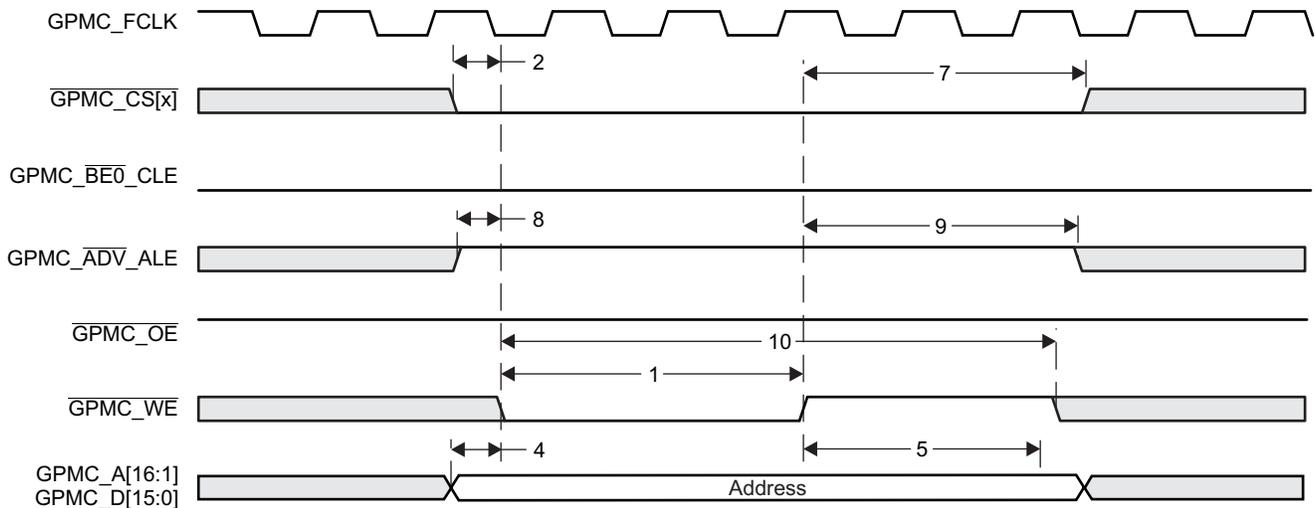 GPMC_FCLK
2
7
GPMC_CS[x]
GPMC_BE0_CLE
8
9
GPMC_ADV_ALE
GPMC_OE
10
1
GPMC_WE
4
5
GPMC_A[16:1]
GPMC_D[15:0]
Address